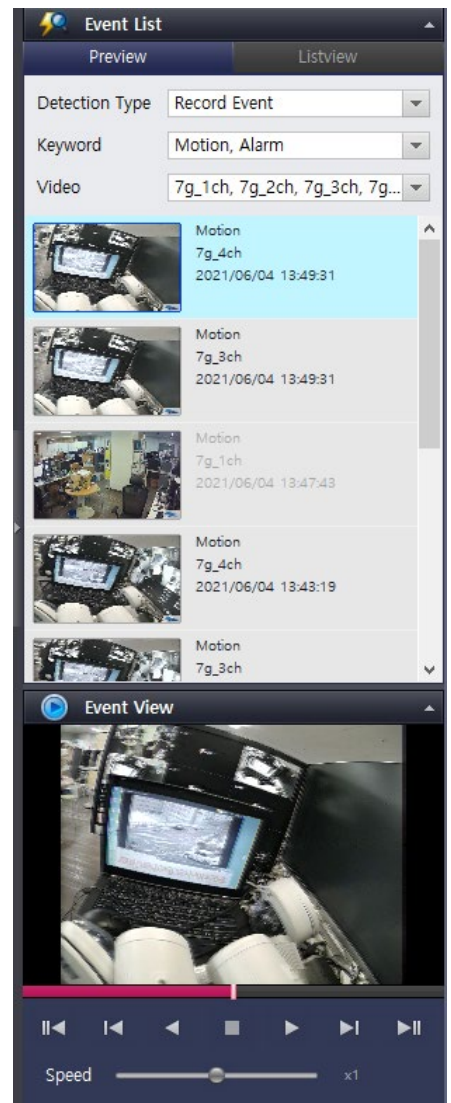 Event List
Preview Listview
Detection Type Record Event
Keyword Motion, Alarm
Video 7g_1ch, 7g_2ch, 7g_3ch, 7g...
Motion
7g_4ch
2021/06/04 13:49:31
Motion
7g_3ch
2021/06/04 13:49:31
Motion
7g_1ch
2021/06/04 13:47:43
Motion
7g_4ch
2021/06/04 13:43:19
Motion
7g_3ch
Event View
Speed x1